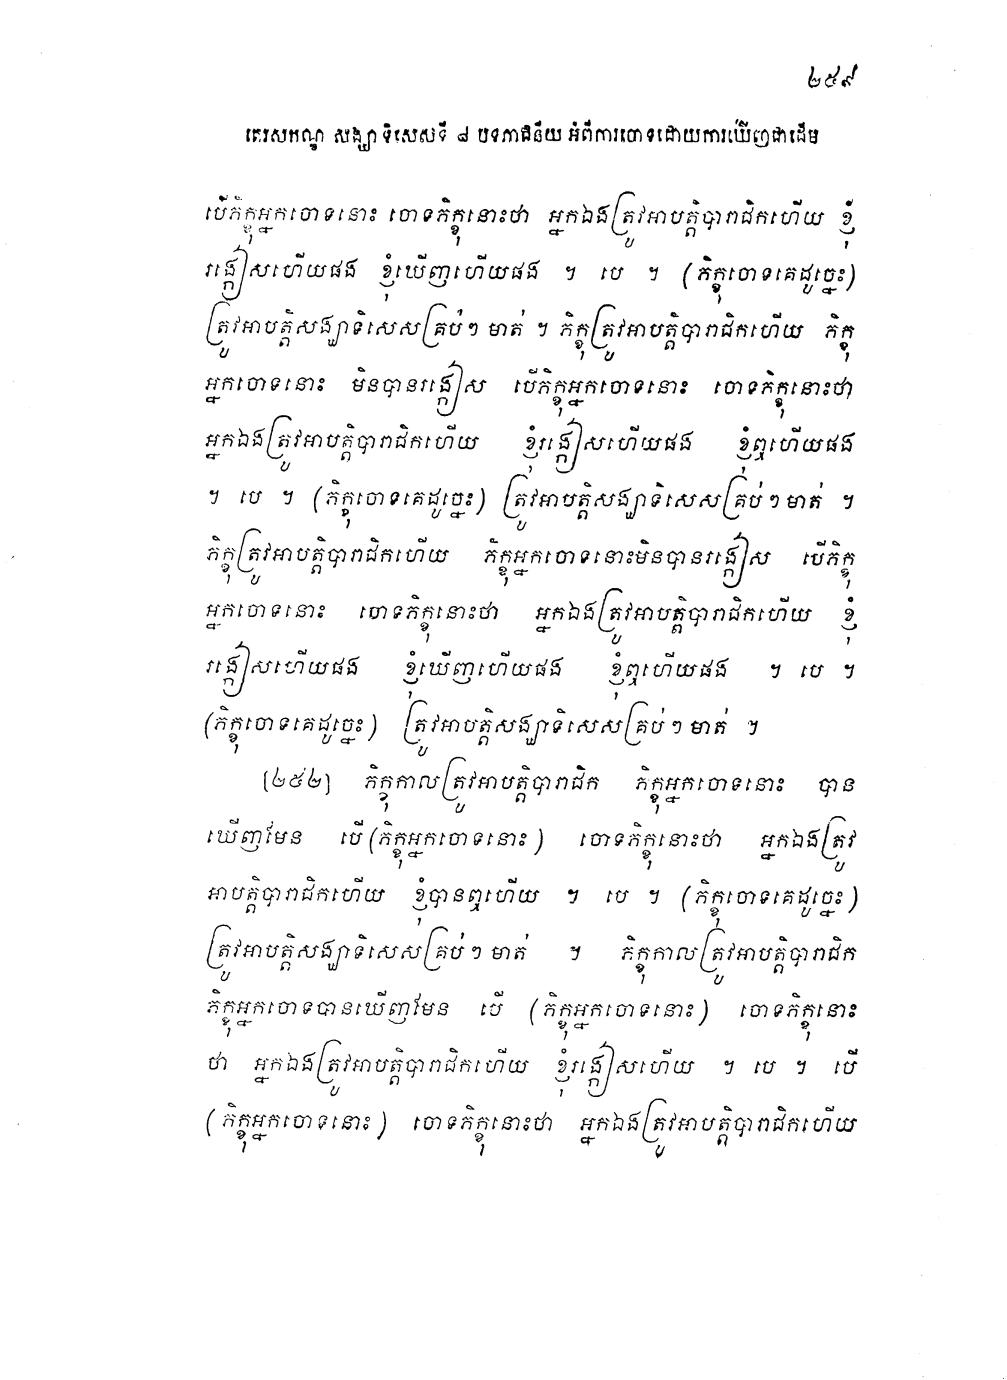 ២៥៩
តេរសកណ្ឌ សង្ឃាទិសេសទី ៨ បទភាជនីយ អំពីការចោទដោយការឃើញជាដើម
បើភិក្ខុអ្នកចោទនោះ ចោទភិក្ខុនោះថា អ្នកឯងត្រូវអាបត្តិបារាជិកហើយ ខ្ញុំ
រង្កៀសហើយផង ខ្ញុំឃើញហើយផង ។ បេ ។ (ភិក្ខុចោទគេដូច្នេះ)
ត្រូវអាបត្តិសង្ឃាទិសេសគ្រប់ៗមាត់ ។ ភិក្ខុត្រូវអាបត្តិបារាជិកហើយ ភិក្ខុ
អ្នកចោទនោះ មិនបានរង្កៀស បើភិក្ខុអ្នកចោទនោះ ចោទភិក្ខុនោះថា
អ្នកឯងត្រូវអាបត្តិបារាជិកហើយ ខ្ញុំរង្កៀសហើយផង ខ្ញុំឮហើយផង
។ បេ ។ (ភិក្ខុចោទគេដូច្នេះ) ត្រូវអាបត្តិសង្ឃាទិសេសគ្រប់ៗមាត់ ។
ភិក្ខុត្រូវអាបត្តិបារាជិកហើយ ភិក្ខុអ្នកចោទនោះមិនបានរង្កៀស បើភិក្ខុ
អ្នកចោទនោះ ចោទភិក្ខុនោះថា អ្នកឯងត្រូវអាបត្តិបារាជិកហើយ ខ្ញុំ
រង្កៀសហើយផង ខ្ញុំឃើញហើយផង ខ្ញុំឮហើយផង ។ បេ ។
(ភិក្ខុចោទគេដូច្នេះ) ត្រូវអាបត្តិសង្ឃាទិសេសគ្រប់ៗមាត់ ។
[២៥២] ភិក្ខុកាលត្រូវអាបត្តិបារាជិក ភិក្ខុអ្នកចោទនោះ បាន
ឃើញមែន បើ(ភិក្ខុអ្នកចោទនោះ) ចោទភិក្ខុនោះថា អ្នកឯងត្រូវ
អាបត្តិបារាជិកហើយ ខ្ញុំបានឮហើយ ។ បេ ។ (ភិក្ខុចោទគេដូច្នេះ)
ត្រូវអាបត្តិសង្ឃាទិសេសគ្រប់ៗមាត់ ។ ភិក្ខុកាលត្រូវអាបត្តិបារាជិក
ភិក្ខុអ្នកចោទបានឃើញមែន បើ (ភិក្ខុអ្នកចោទនោះ) ចោទភិក្ខុនោះ
ថា អ្នកឯងត្រូវអាបត្តិបារាជិកហើយ ខ្ញុំរង្កៀសហើយ ។ បេ ។ បើ
(ភិក្ខុអ្នកចោទនោះ) ចោទភិក្ខុនោះថា អ្នកឯងត្រូវអាបត្តិបារាជិកហើយ